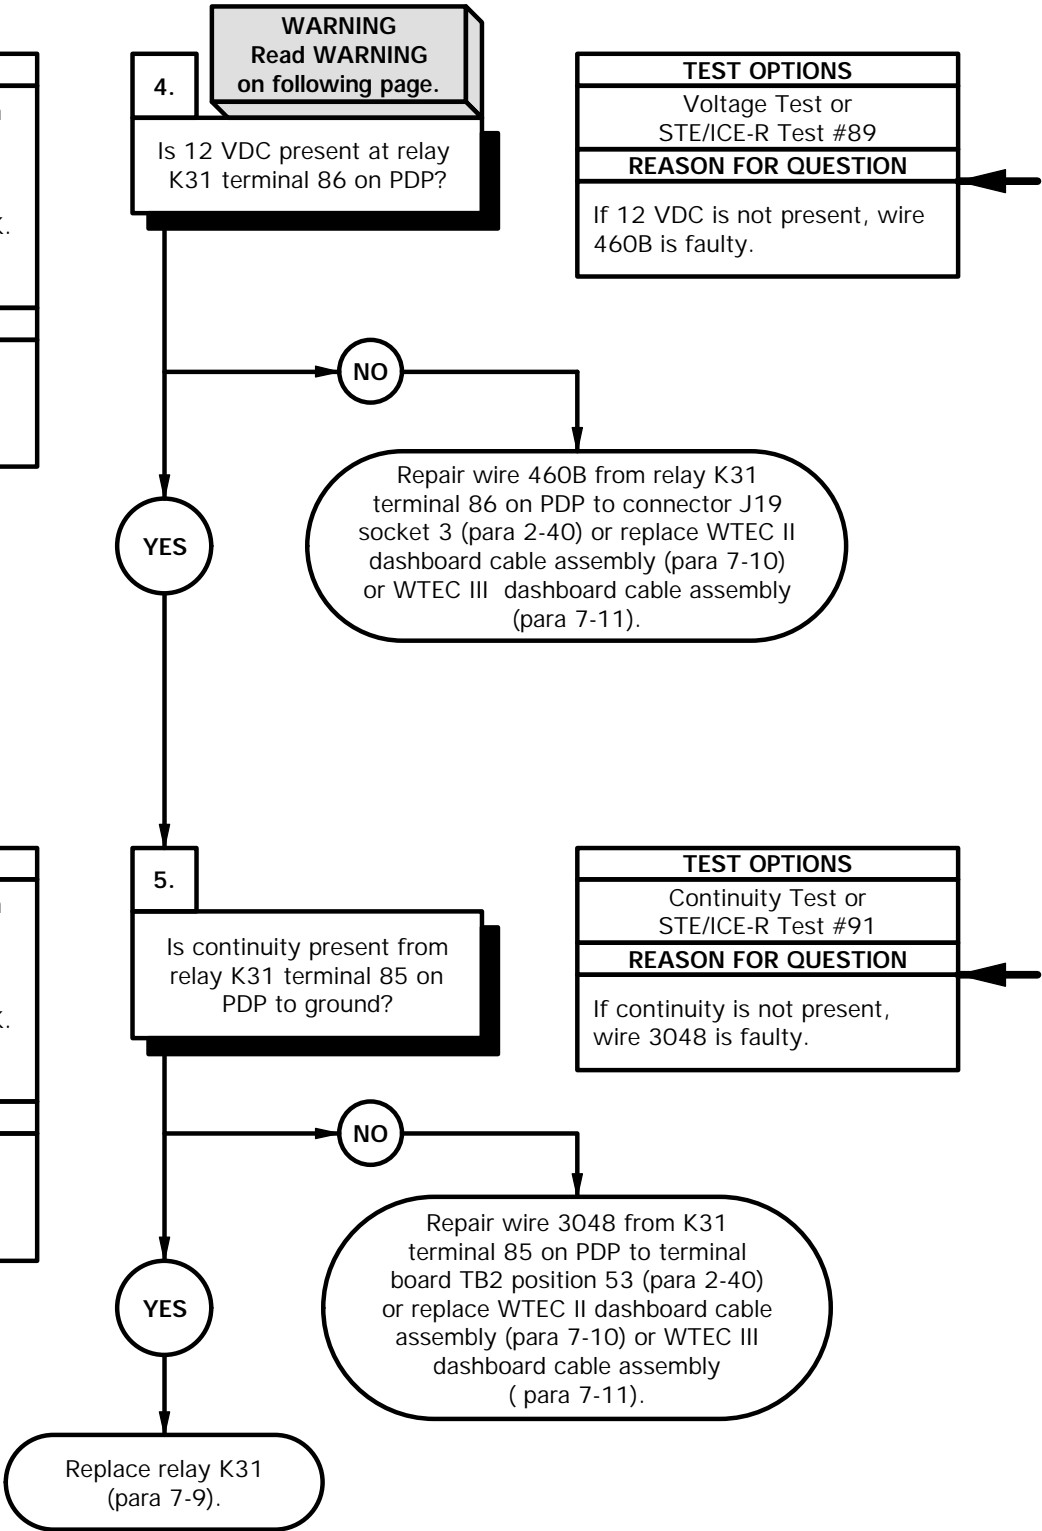 WARNING
Read WARNING
on following page.
4.
Is 12 VDC present at relay
K31 terminal 86 on PDP?
TEST OPTIONS
Voltage Test or
STE/ICE-R Test #89
REASON FOR QUESTION
If 12 VDC is not present, wire
460B is faulty.
NO
Repair wire 460B from relay K31
terminal 86 on PDP to connector J19
socket 3 (para 2-40) or replace WTEC II
dashboard cable assembly (para 7-10)
or WTEC III dashboard cable assembly
(para 7-11).
YES
5.
Is continuity present from
relay K31 terminal 85 on
PDP to ground?
TEST OPTIONS
Continuity Test or
STE/ICE-R Test #91
REASON FOR QUESTION
If continuity is not present,
wire 3048 is faulty.
NO
Repair wire 3048 from K31
terminal 85 on PDP to terminal
board TB2 position 53 (para 2-40)
or replace WTEC II dashboard cable
assembly (para 7-10) or WTEC III
dashboard cable assembly
( para 7-11).
YES
Replace relay K31
(para 7-9).